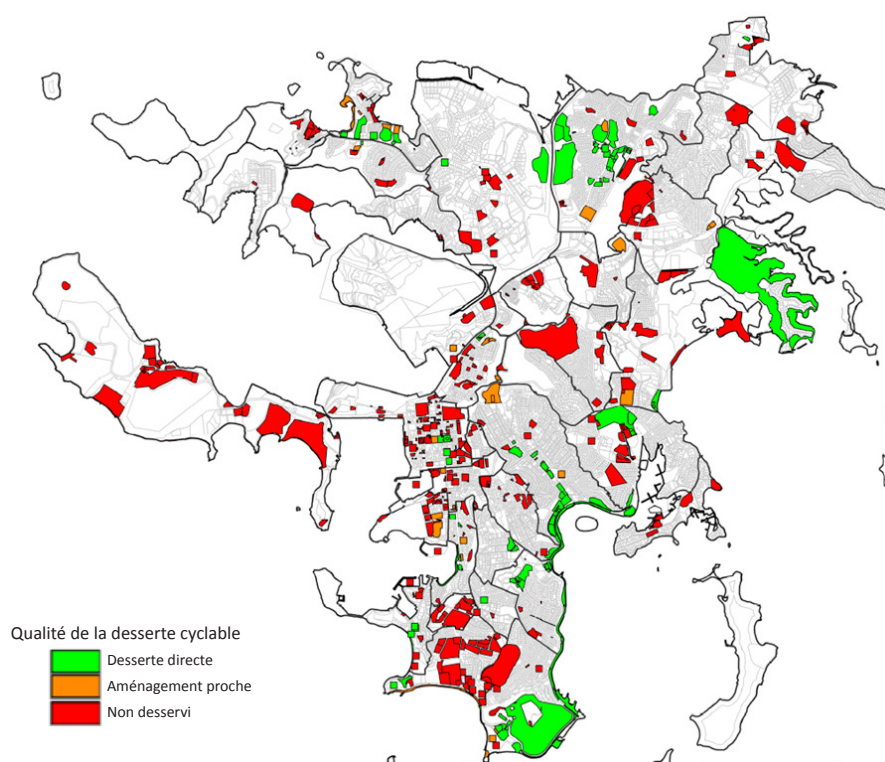 Qualité de la desserte cyclable
Desserte directe
Aménagement proche
Non desservi